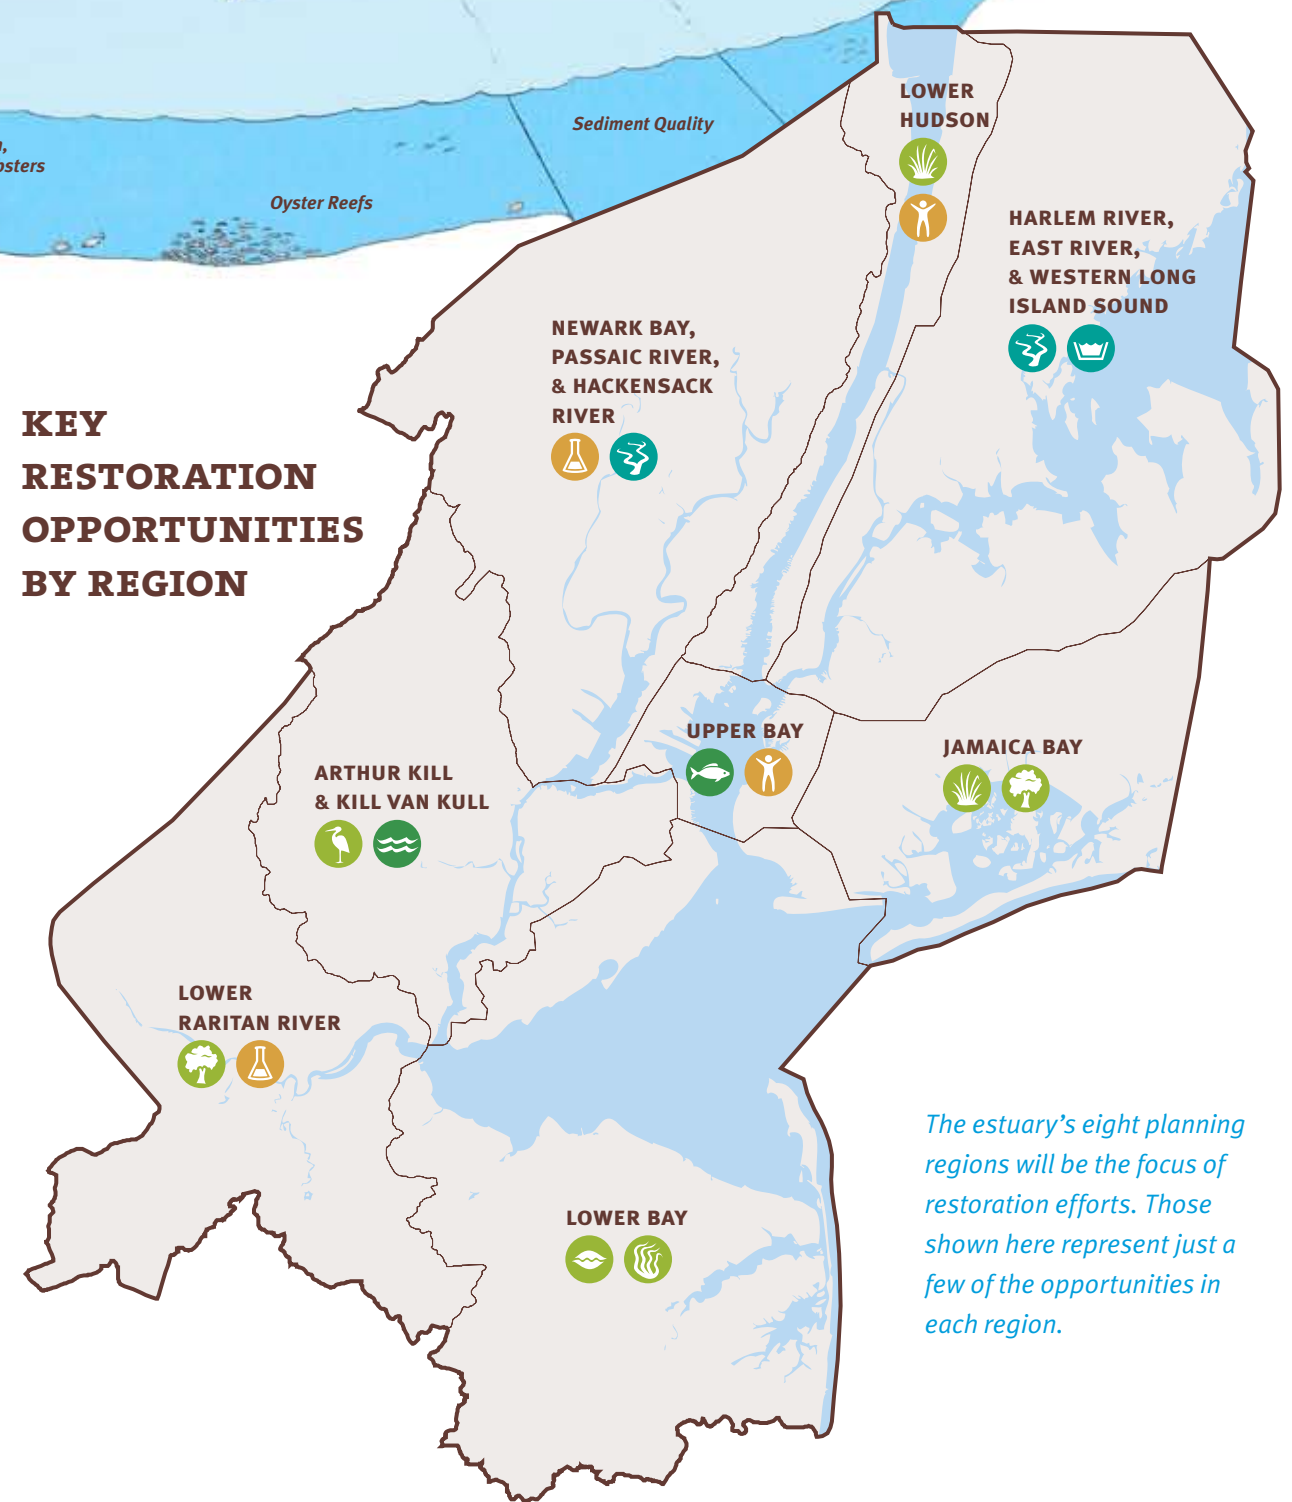 Sediment Quality
Oyster Reefs
LOWER
HUDSON
HARLEM RIVER,
EAST RIVER,
& WESTERN LONG
ISLAND SOUND
NEWARK BAY,
PASSAIC RIVER,
& HACKENSACK
RIVER
KEY
RESTORATION
OPPORTUNITIES
BY REGION
UPPER BAY
JAMAICA BAY
ARTHUR KILL
& KILL VAN KULL
LOWER
RARITAN RIVER
LOWER BAY
The estuary's eight planning
regions will be the focus of
restoration efforts. Those
shown here represent just a
few of the opportunities in
each region.